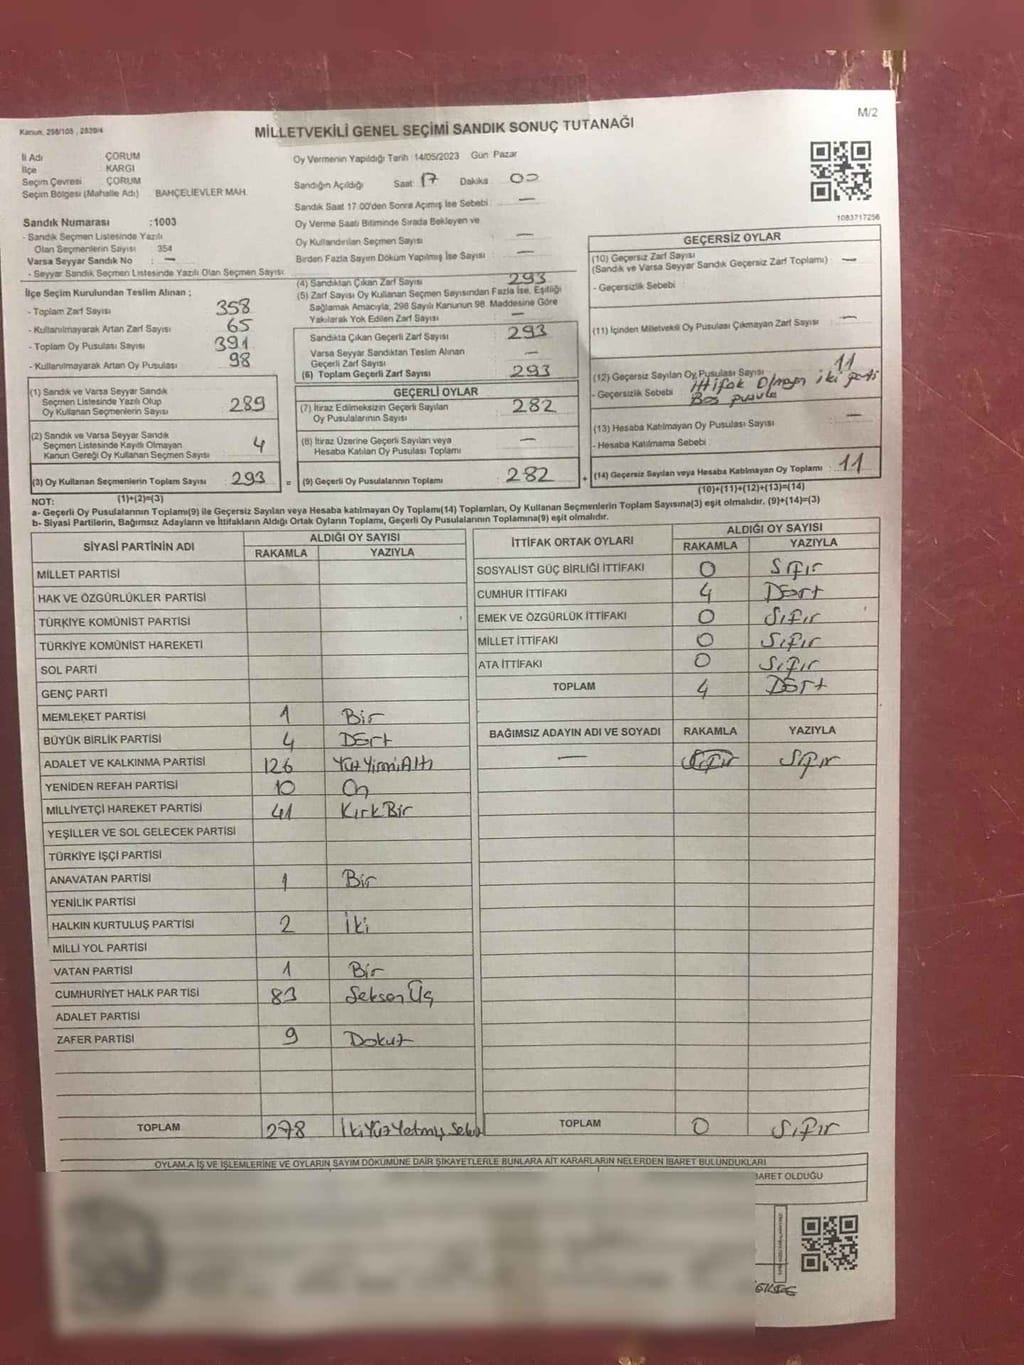 Kanun, 298/105 , 2839/4
M/2
MİLLETVEKİLİ GENEL SEÇİMİ SANDIK SONUÇ TUTANAĞI
İl Adı ÇORUM
İlçe KARGI
Seçim Çevresi ÇORUM
Seçim Bölgesi (Mahalle Adı) BAHÇELİEVLER MAH.
Sandık Numarası :1003
- Sandık Seçmen Listesinde Yazılı
Olan Seçmenlerin Sayısı 354
Varsa Seyyar Sandık No : —
- Seyyar Sandık Seçmen Listesinde Yazılı Olan Seçmen Sayısı
İlçe Seçim Kurulundan Teslim Alınan ;
- Toplam Zarf Sayısı 358
- Kullanılmayarak Artan Zarf Sayısı 65
- Toplam Oy Pusulası Sayısı 391
- Kullanılmayarak Artan Oy Pusulası 98
(1) Sandık ve Varsa Seyyar Sandık
Seçmen Listesinde Yazılı Olup
Oy Kullanan Seçmenlerin Sayısı 289
(2) Sandık ve Varsa Seyyar Sandık
Seçmen Listesinde Kayıtlı Olmayan
Kanun Gereği Oy Kullanan Seçmen Sayısı 4
(3) Oy Kullanan Seçmenlerin Toplam Sayısı 293 =
Oy Vermenin Yapıldığı Tarih 14/05/2023 Gün Pazar
Sandığın Açıldığı Saat 17 Dakika 00
Sandık Saat 17.00'den Sonra Açılmış İse Sebebi : —
Oy Verme Saati Bitiminde Sırada Bekleyen ve
Oy Kullandırılan Seçmen Sayısı —
Birden Fazla Sayım Döküm Yapılmış İse Sayısı : —
(4) Sandıktan Çıkan Zarf Sayısı 293
(5) Zarf Sayısı Oy Kullanan Seçmen Sayısından Fazla İse, Eşitliği
Sağlamak Amacıyla, 298 Sayılı Kanunun 98. Maddesine Göre
Yakılarak Yok Edilen Zarf Sayısı —
Sandıkta Çıkan Geçerli Zarf Sayısı 293
Varsa Seyyar Sandıktan Teslim Alınan
Geçerli Zarf Sayısı —
(6) Toplam Geçerli Zarf Sayısı 293
GEÇERLİ OYLAR
(7) İtiraz Edilmeksizin Geçerli Sayılan
Oy Pusulalarının Sayısı 282
(8) İtiraz Üzerine Geçerli Sayılan veya
Hesaba Katılan Oy Pusulası Toplamı —
(9) Geçerli Oy Pusulalarının Toplamı 282 +
1083717256
GEÇERSİZ OYLAR
(10) Geçersiz Zarf Sayısı
(Sandık ve Varsa Seyyar Sandık Geçersiz Zarf Toplamı) —
- Geçersizlik Sebebi
(11) İçinden Milletvekili Oy Pusulası Çıkmayan Zarf Sayısı —
(12) Geçersiz Sayılan Oy Pusulası Sayısı 11
- Geçersizlik Sebebi İttifak Olmayan iki parti
Boş pusula
(13) Hesaba Katılmayan Oy Pusulası Sayısı —
- Hesaba Katılmama Sebebi :
(14) Geçersiz Sayılan veya Hesaba Katılmayan Oy Toplamı : 11
NOT: (1)+(2)=(3)
(10)+(11)+(12)+(13)=(14)
a- Geçerli Oy Pusulaları Toplamı(9) ile Geçersiz Sayılan veya Hesaba katılmayan Oy Toplamı(14) Toplamları, Oy Kullanan Seçmenlerin Toplam Sayısına(3) eşit olmalıdır. (9)+(14)=(3)
b- Siyasi Partilerin, Bağımsız Adayların ve İttifakların Aldığı Ortak Oyların Toplamı, Geçerli Oy Pusulalarının Toplamına(9) eşit olmalıdır.
SİYASİ PARTİNİN ADI ALDIĞI OY SAYISI
RAKAMLA YAZIYLA
MİLLET PARTİSİ
HAK VE ÖZGÜRLÜKLER PARTİSİ
TÜRKİYE KOMÜNİST PARTİSİ
TÜRKİYE KOMÜNİST HAREKETİ
SOL PARTİ
GENÇ PARTİ
MEMLEKET PARTİSİ 1 Bir
BÜYÜK BİRLİK PARTİSİ 4 Dört
ADALET VE KALKINMA PARTİSİ 126 YüzYirmiAltı
YENİDEN REFAH PARTİSİ 10 On
MİLLİYETÇİ HAREKET PARTİSİ 41 KırkBir
YEŞİLLER VE SOL GELECEK PARTİSİ
TÜRKİYE İŞÇİ PARTİSİ
ANAVATAN PARTİSİ 1 Bir
YENİLİK PARTİSİ
HALKIN KURTULUŞ PARTİSİ 2 İki
MİLLİ YOL PARTİSİ
VATAN PARTİSİ 1 Bir
CUMHURİYET HALK PARTİSİ 83 Seksen Üç
ADALET PARTİSİ
ZAFER PARTİSİ 9 Dokuz
TOPLAM 278 İkiYüzYetmiş
İTTİFAK ORTAK OYLARI ALDIĞI OY SAYISI
RAKAMLA YAZIYLA
SOSYALİST GÜÇ BİRLİĞİ İTTİFAKI 0 Sıfır
CUMHUR İTTİFAKI 4 Dört
EMEK VE ÖZGÜRLÜK İTTİFAKI 0 Sıfır
MİLLET İTTİFAKI 0 Sıfır
ATA İTTİFAKI 0 Sıfır
TOPLAM 4 Dört
BAĞIMSIZ ADAYIN ADI VE SOYADI RAKAMLA YAZIYLA
— Sıfır Sıfır
TOPLAM 0 Sıfır
OYLAMA İŞ VE İŞLEMLERİNE VE OYLARIN SAYIM DÖKÜMÜNE DAİR ŞİKAYETLERLE BUNLARA AİT KARARLARIN NELERDEN İBARET BULUNDUKLARI
BARET OLDUĞU